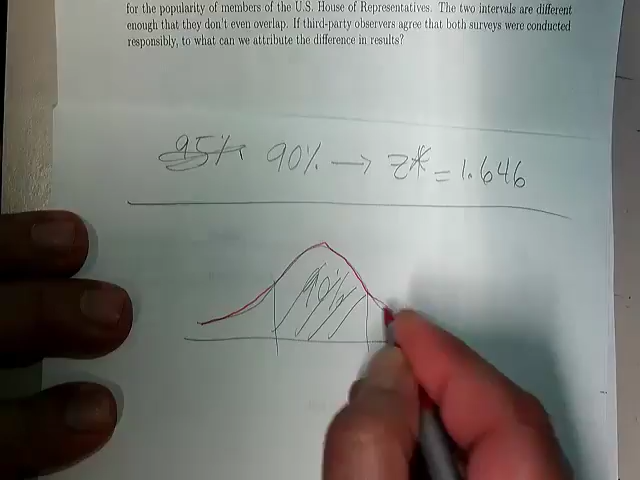 for the popularity of members of the U.S. House of Representatives. The two intervals are different
enough that they don't even overlap. If third-party observers agree that both surveys were conducted
responsibly, to what can we attribute the difference in results?
95% 90% → z* = 1.646
90%